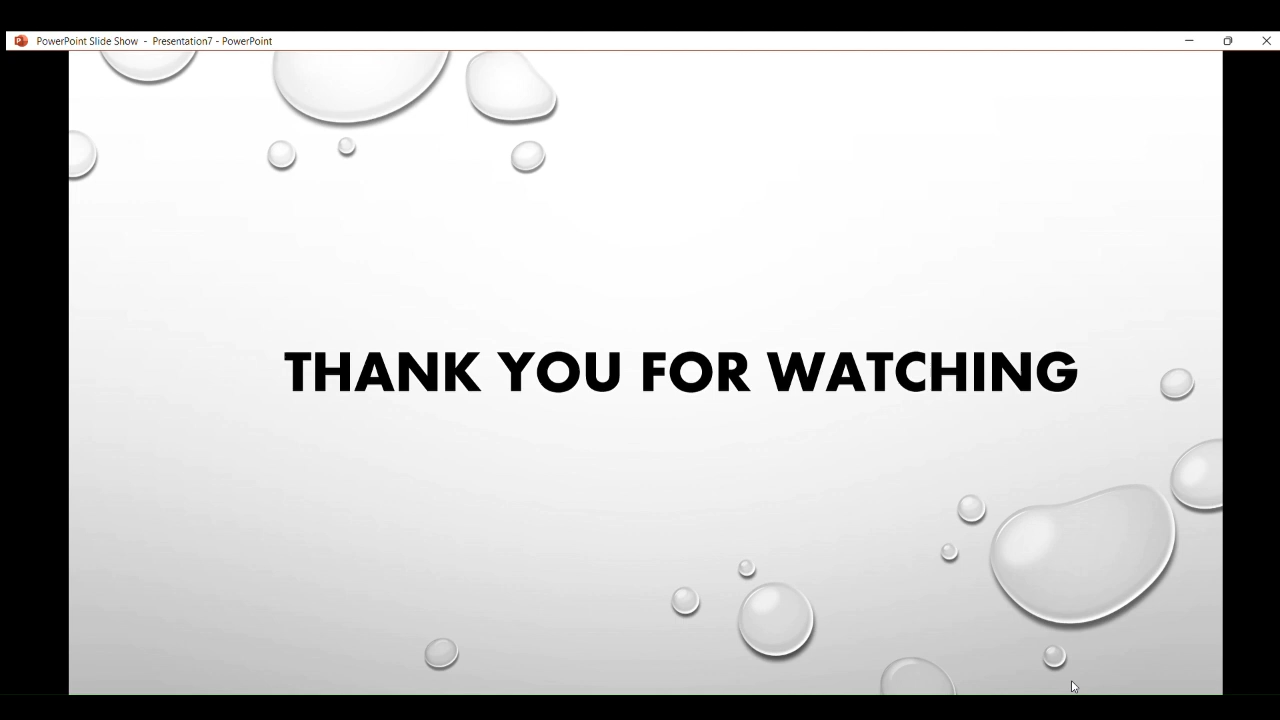 PowerPoint Slide Show - Presentation7 - PowerPoint
THANK YOU FOR WATCHING